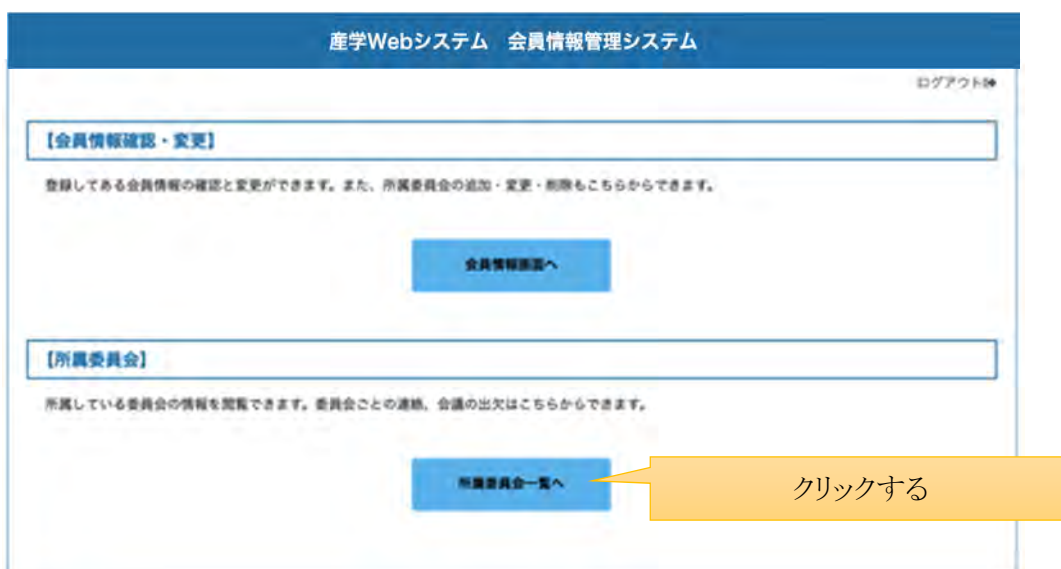 産学Webシステム　会員情報管理システム
ログアウト
【会員情報確認・変更】
登録してある会員情報の確認と変更ができます。また、所属委員会の追加・変更・削除もこちらからできます。
会員情報画面へ
【所属委員会】
所属している委員会の情報を閲覧できます。委員会ごとの連絡、会議の出欠はこちらからできます。
所属委員会一覧へ
クリックする